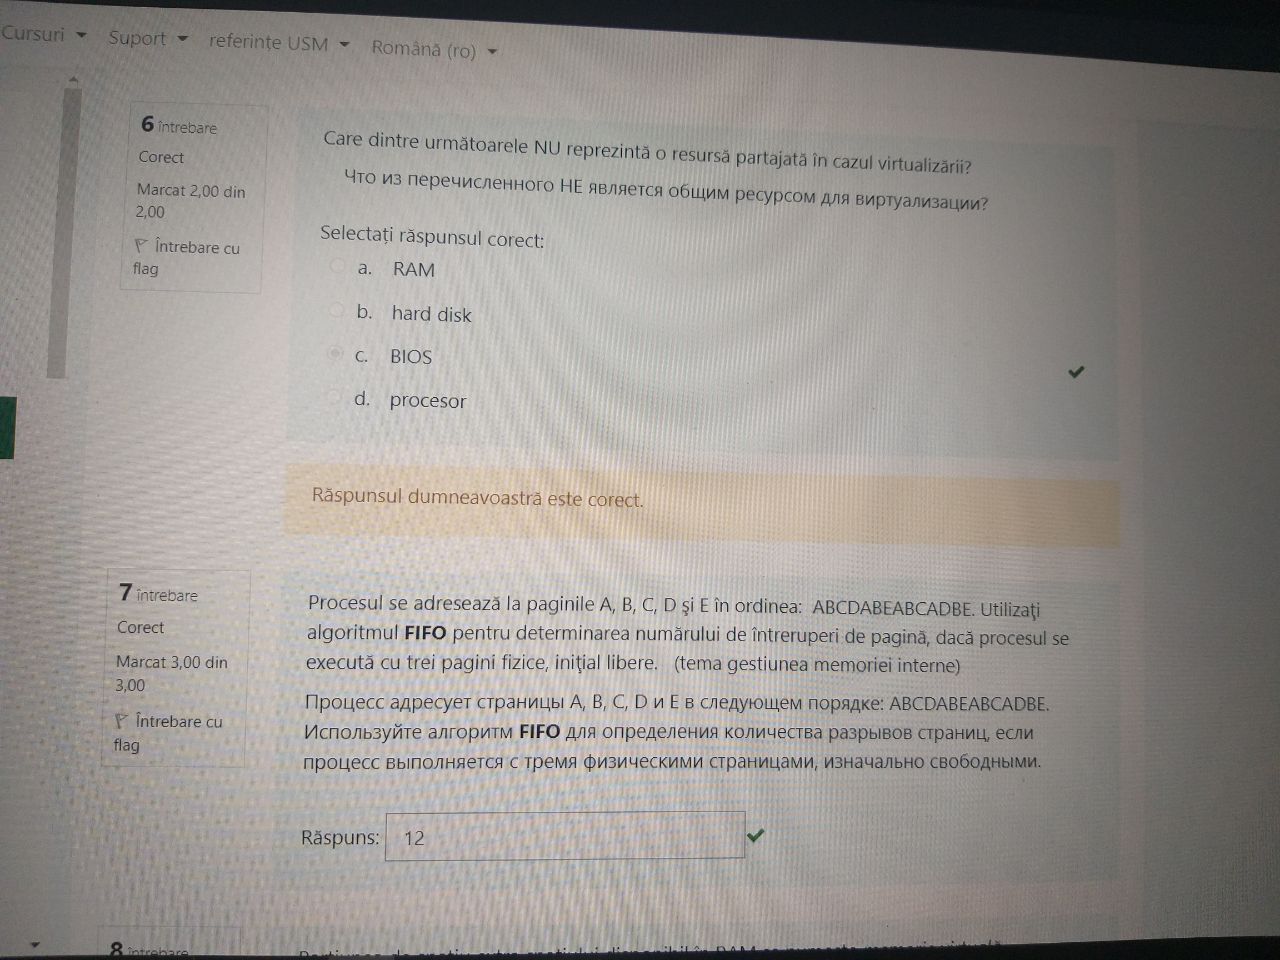 Cursuri Suport referințe USM Română (ro)
6 întrebare
Corect
Marcat 2,00 din
2,00
Întrebare cu
flag
Care dintre următoarele NU reprezintă o resursă partajată în cazul virtualizării?
Что из перечисленного НЕ является общим ресурсом для виртуализации?
Selectați răspunsul corect:
a. RAM
b. hard disk
c. BIOS
d. procesor
Răspunsul dumneavoastră este corect.
7 întrebare
Corect
Marcat 3,00 din
3,00
Întrebare cu
flag
Procesul se adresează la paginile A, B, C, D şi E în ordinea: ABCDABEABCADBE. Utilizaţi
algoritmul FIFO pentru determinarea numărului de întreruperi de pagină, dacă procesul se
execută cu trei pagini fizice, iniţial libere. (tema gestiunea memoriei interne)
Процесс адресует страницы A, B, C, D и E в следующем порядке: ABCDABEABCADBE.
Используйте алгоритм FIFO для определения количества разрывов страниц, если
процесс выполняется с тремя физическими страницами, изначально свободными.
Răspuns: 12
8 întrebare